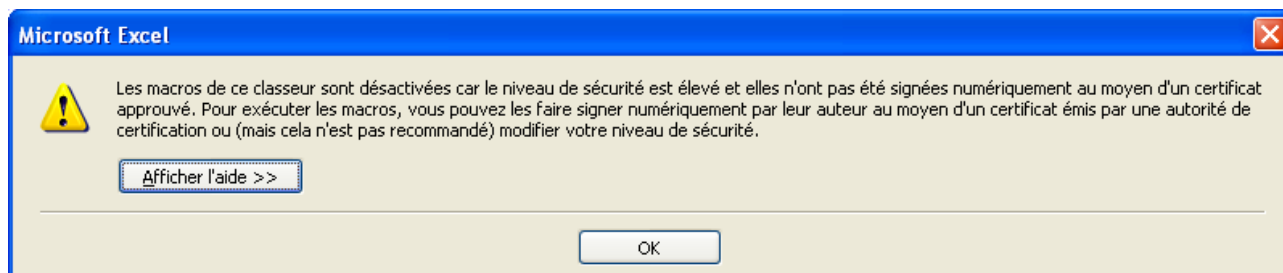 Microsoft Excel
Les macros de ce classeur sont désactivées car le niveau de sécurité est élevé et elles n'ont pas été signées numériquement au moyen d'un certificat
approuvé. Pour exécuter les macros, vous pouvez les faire signer numériquement par leur auteur au moyen d'un certificat émis par une autorité de
certification ou (mais cela n'est pas recommandé) modifier votre niveau de sécurité.
Afficher l'aide >>
OK